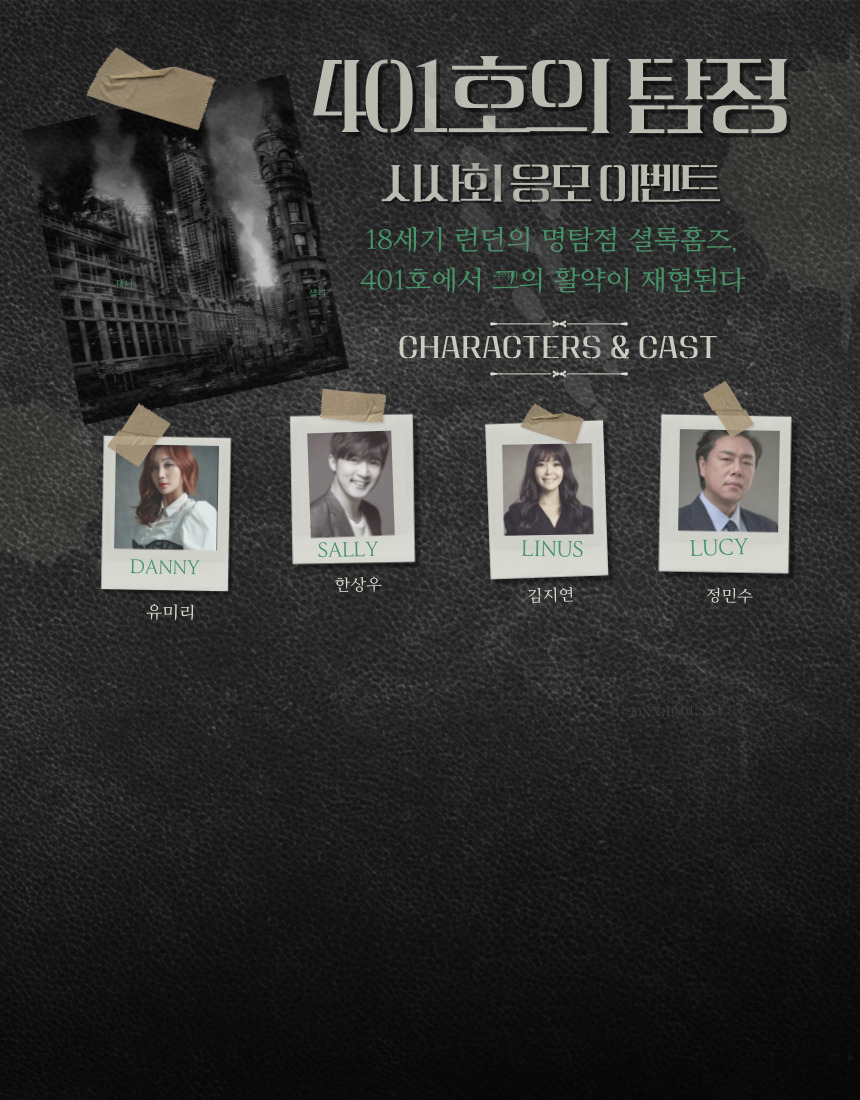 401호의 탐정
시사회 응모 이벤트
18세기 런던의 명탐점 셜록홈즈,
401호에서 그의 활약이 재현된다
CHARACTERS & CAST
DANNY
SALLY
LINUS
LUCY
유미리
한상우
김지연
정민수